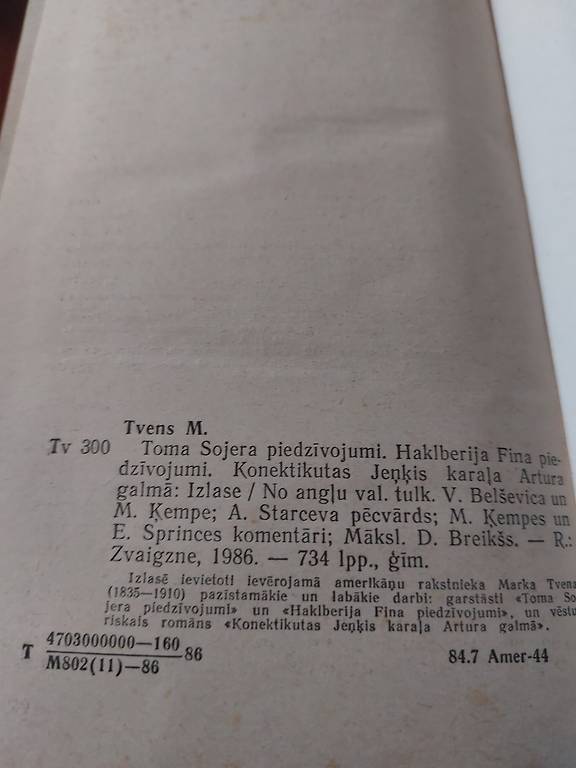 Tvens M.
Tv 300 Toma Sojera piedzīvojumi. Haklberija Fina pie-
dzīvojumi. Konektikutas Jeņķis karaļa Artura
galmā: Izlase / No angļu val. tulk. V. Belševica un
M. Ķempe; A. Starceva pēcvārds; M. Ķempes un
E. Sprinces komentāri; Māksl. D. Breikšs. — R.:
Zvaigzne, 1986. — 734 lpp., ģīm.
Izlasē ievietoti ievērojamā amerikāņu rakstnieka Marka Tvena
(1835—1910) pazīstamākie un labākie darbi: garstāsti «Toma So-
jera piedzīvojumi» un «Haklberija Fina piedzīvojumi», un vēstu
riskais romāns «Konektikutas Jeņķis karaļa Artura galmā».
T 4703000000—160
M802(11)—86 86
84.7 Amer-44